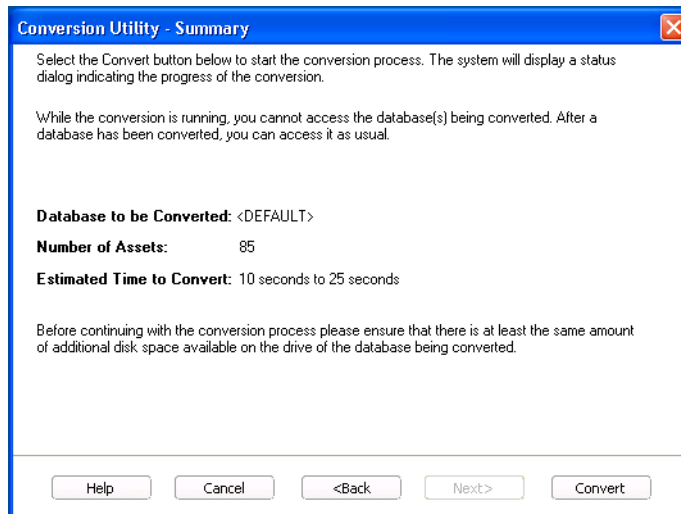 Conversion Utility - Summary
Select the Convert button below to start the conversion process. The system will display a status
dialog indicating the progress of the conversion.
While the conversion is running, you cannot access the database(s) being converted. After a
database has been converted, you can access it as usual.
Database to be Converted: <DEFAULT>
Number of Assets: 85
Estimated Time to Convert: 10 seconds to 25 seconds
Before continuing with the conversion process please ensure that there is at least the same amount
of additional disk space available on the drive of the database being converted.
Help Cancel <Back Next> Convert